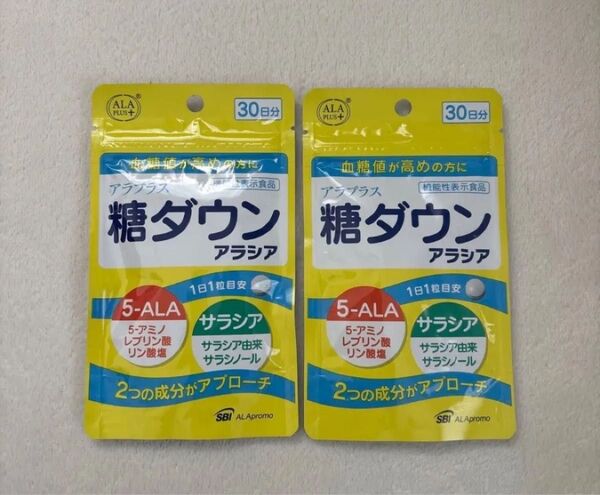 ALA
PLUS+
®
30日分
血糖値が高めの方に
アラプラス
機能性表示食品
糖ダウン
アラシア
1日1粒目安
5-ALA
5-アミノ
レブリン酸
リン酸塩
サラシア
サラシア由来
サラシノール
2つの成分がアプローチ
SBI ALApromo
ALA
PLUS+
®
30日分
血糖値が高めの方に
アラプラス
機能性表示食品
糖ダウン
アラシア
1日1粒目安
5-ALA
5-アミノ
レブリン酸
リン酸塩
サラシア
サラシア由来
サラシノール
2つの成分がアプローチ
SBI ALApromo